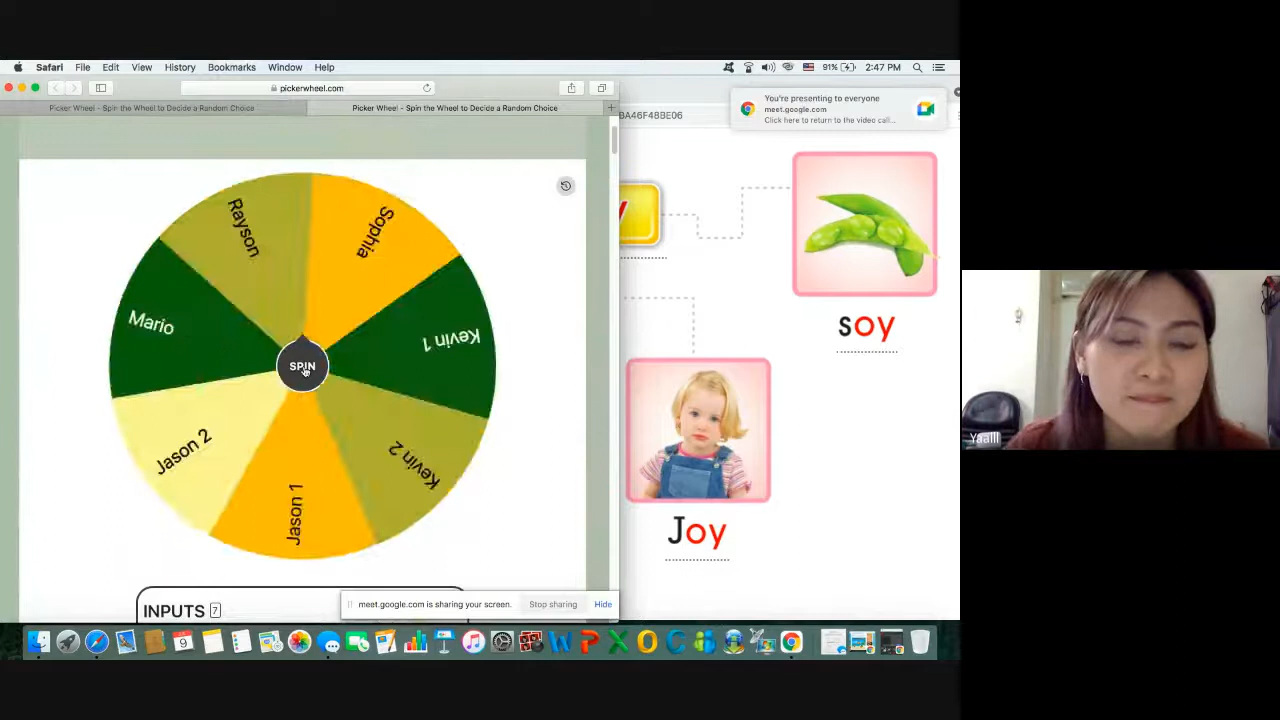 Safari File Edit View History Bookmarks Window Help
91% 2:47 PM
pickerwheel.com
Picker Wheel - Spin the Wheel to Decide a Random Choice
Picker Wheel - Spin the Wheel to Decide a Random Choice
BA46F48BE06
You're presenting to everyone
meet.google.com
Click here to return to the video call...
Rayson
Sophia
Mario
Kevin 1
SPIN
Jason 2
Kevin 2
Jason 1
soy
Joy
INPUTS 7
meet.google.com is sharing your screen. Stop sharing Hide
9